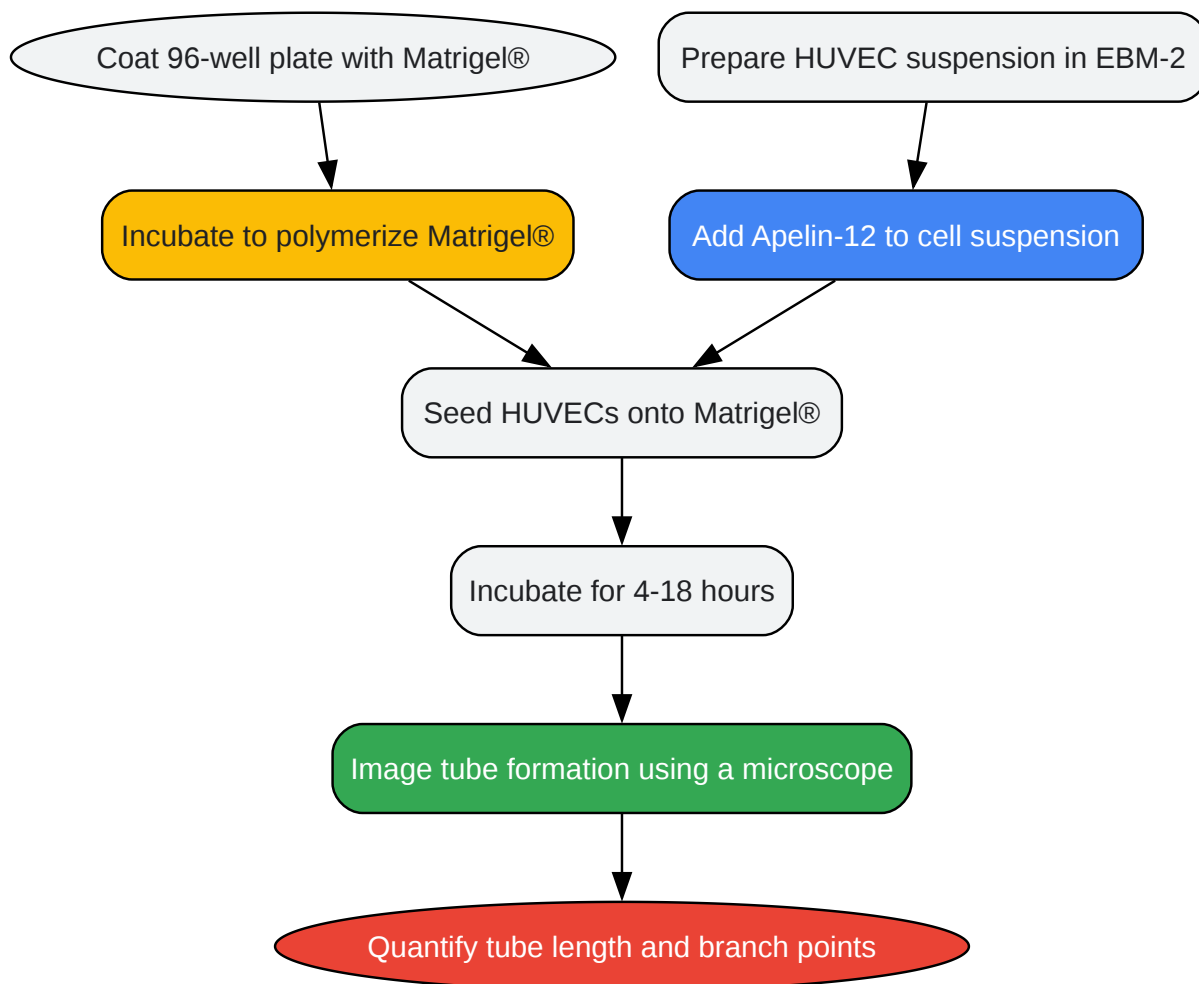 Coat 96-well plate with Matrigel®
Prepare HUVEC suspension in EBM-2
Incubate to polymerize Matrigel®
Add Apelin-12 to cell suspension
Seed HUVECs onto Matrigel®
Incubate for 4-18 hours
Image tube formation using a microscope
Quantify tube length and branch points